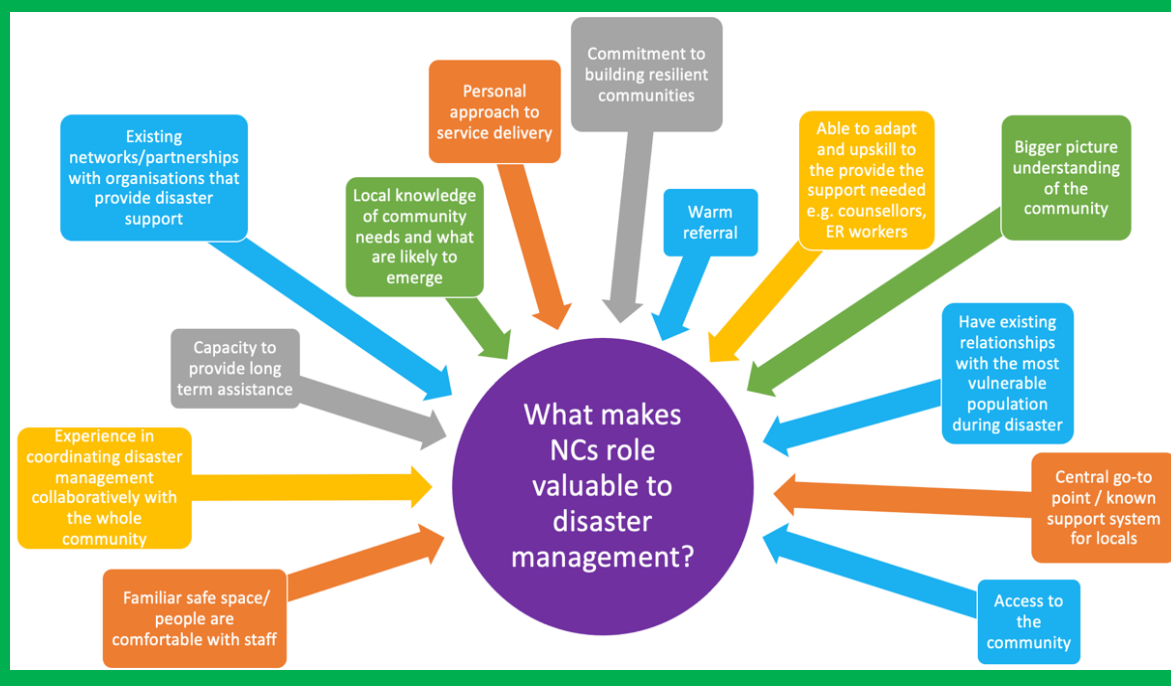 Commitment to
building resilient
communities
Personal
approach to
service delivery
Existing
networks/partnerships
with organisations that
provide disaster
support
Able to adapt
and upskill to
the provide the
support needed
e.g. counsellors,
ER workers
Bigger picture
understanding
of the
community
Local knowledge
of community
needs and what
are likely to
emerge
Warm
referral
Have existing
relationships
with the most
vulnerable
population
during disaster
Capacity to
provide long
term assistance
What makes
NCs role
valuable to
disaster
management?
Experience in
coordinating disaster
management
collaboratively with
the whole
community
Central go-to
point / known
support system
for locals
Familiar safe space/
people are
comfortable with staff
Access to
the
community